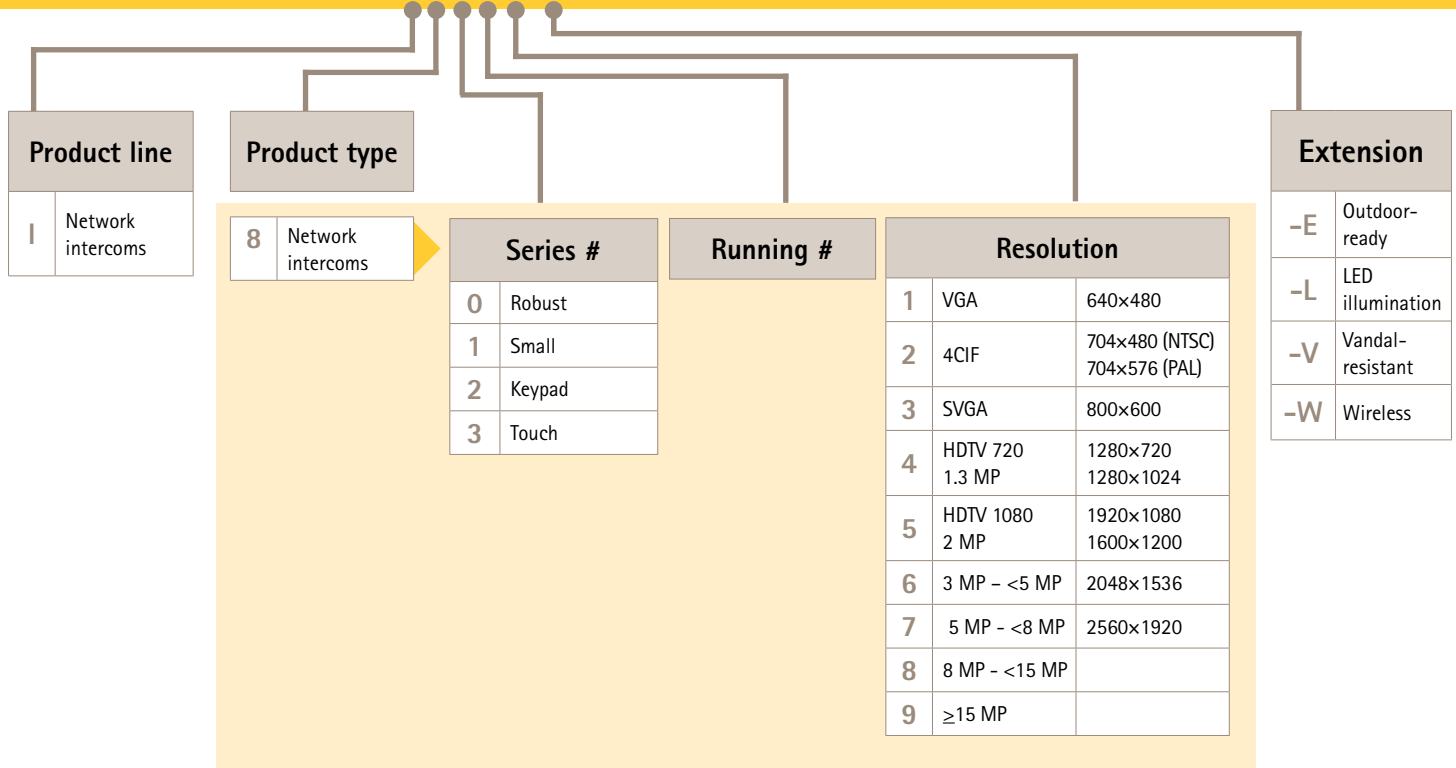 Product line
I
Network
intercoms
Product type
8
Network
intercoms
Series #
0 Robust
1 Small
2 Keypad
3 Touch
Running #
Resolution
1 VGA 640×480
2 4CIF 704×480 (NTSC)
704×576 (PAL)
3 SVGA 800×600
4 HDTV 720 1280×720
1.3 MP 1280×1024
5 HDTV 1080 1920×1080
2 MP 1600×1200
6 3 MP – <5 MP 2048×1536
7 5 MP - <8 MP 2560×1920
8 8 MP - <15 MP
9 ≥15 MP
Extension
-E Outdoor-
ready
-L LED
illumination
-V Vandal-
resistant
-W Wireless